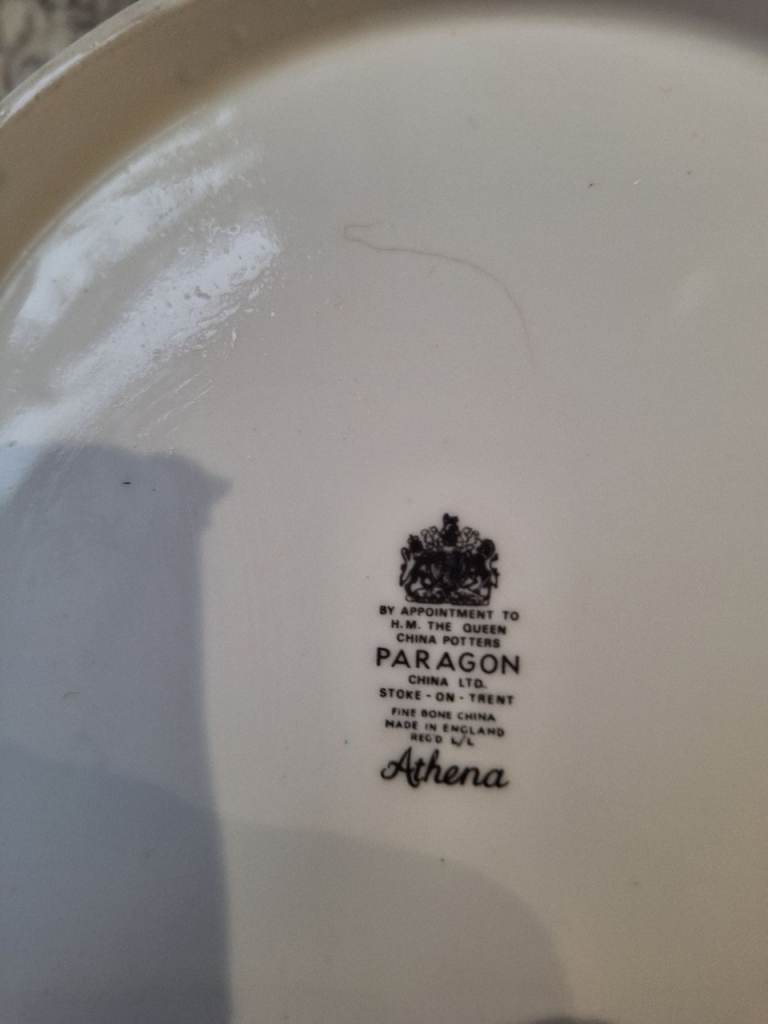 BY APPOINTMENT TO
H.M. THE QUEEN
CHINA POTTERS
PARAGON
CHINA LTD.
STOKE - ON - TRENT
FINE BONE CHINA
MADE IN ENGLAND
REG'D
Athena